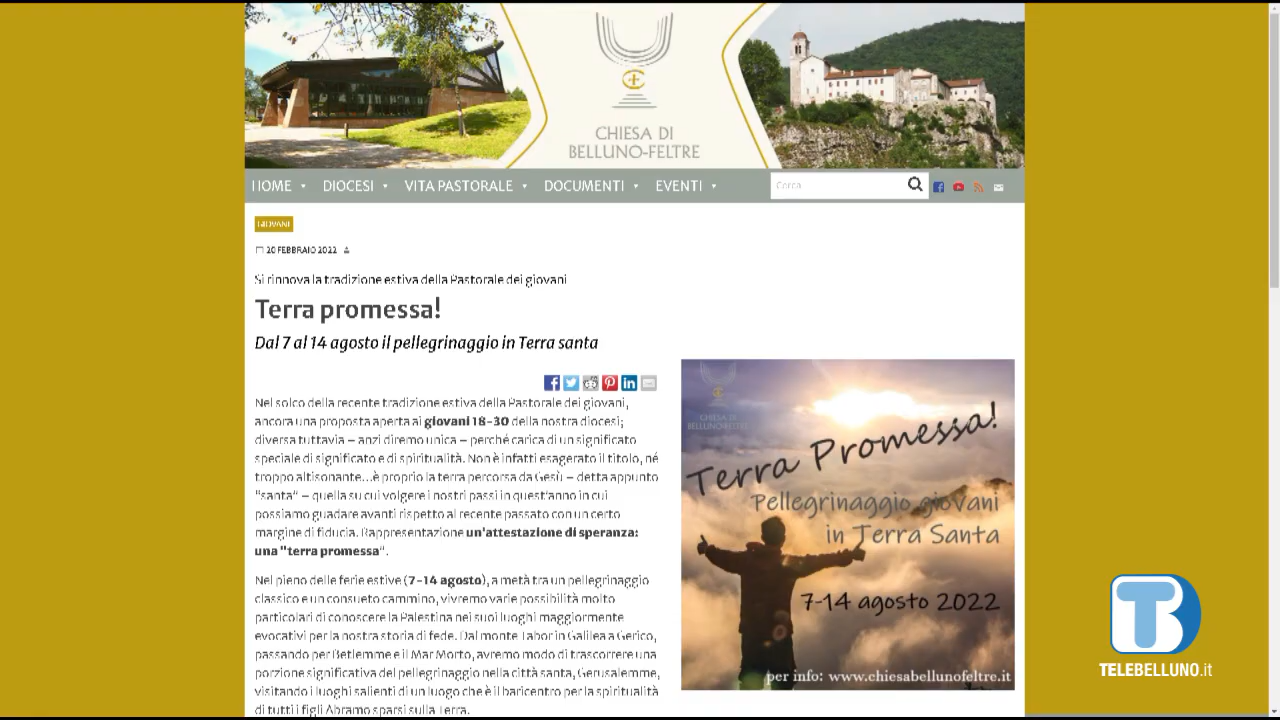 CHIESA DI
BELLUNO-FELTRE
HOME DIOCESI VITA PASTORALE DOCUMENTI EVENTI Cerca
GIOVANI
20 FEBBRAIO 2022
Si rinnova la tradizione estiva della Pastorale dei giovani
Terra promessa!
Dal 7 al 14 agosto il pellegrinaggio in Terra santa
Nel solco della recente tradizione estiva della Pastorale dei giovani,
ancora una proposta aperta ai giovani 18-30 della nostra diocesi;
diversa tuttavia – anzi diremo unica – perché carica di un significato
speciale di significato e di spiritualità. Non è infatti esagerato il titolo, né
troppo altisonante…è proprio la terra percorsa da Gesù – detta appunto
“santa” – quella su cui volgere i nostri passi in quest’anno in cui
possiamo guardare avanti rispetto al recente passato con un certo
margine di fiducia. Rappresentazione un'attestazione di speranza:
una "terra promessa".
Nel pieno delle ferie estive (7-14 agosto), a metà tra un pellegrinaggio
classico e un consueto cammino, vivremo varie possibilità molto
particolari di conoscere la Palestina nei suoi luoghi maggiormente
evocativi per la nostra storia di fede. Dal monte Tabor in Galilea a Gerico,
passando per Betlemme e il Mar Morto, avremo modo di trascorrere una
porzione significativa del pellegrinaggio nella città santa, Gerusalemme,
visitando i luoghi salienti di un luogo che è il baricentro per la spiritualità
di tutti i figli Abramo sparsi sulla Terra.
CHIESA DI
BELLUNO-FELTRE
Terra Promessa!
Pellegrinaggio giovani
in Terra Santa
7-14 agosto 2022
per info: www.chiesabellunofeltre.it
TELEBELLUNO.it